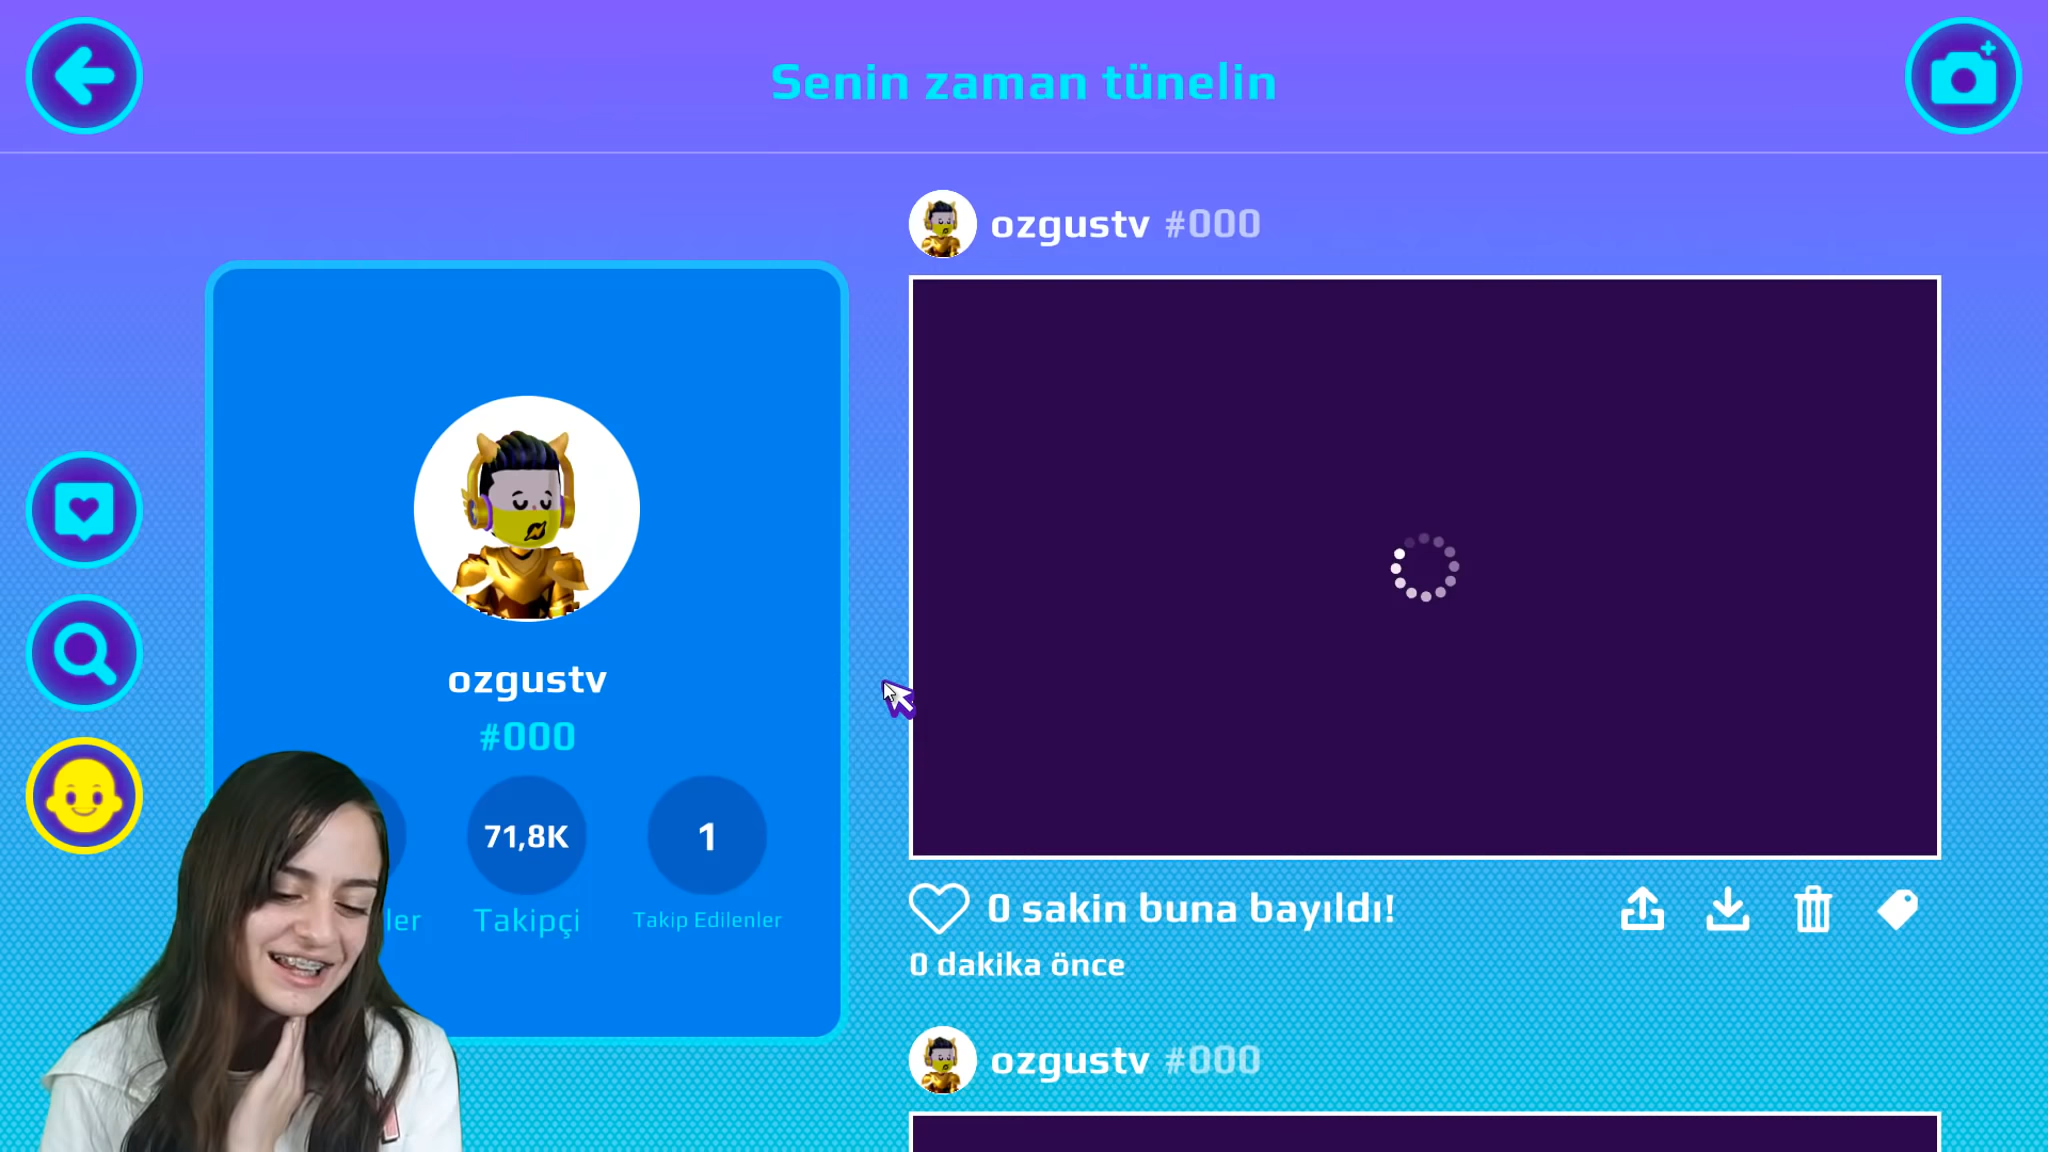 Senin zaman tünelin
ozgustv #000
ozgustv
#000
71,8K
1
Takipçi
Takip Edilenler
0 sakin buna bayıldı!
0 dakika önce
ozgustv #000